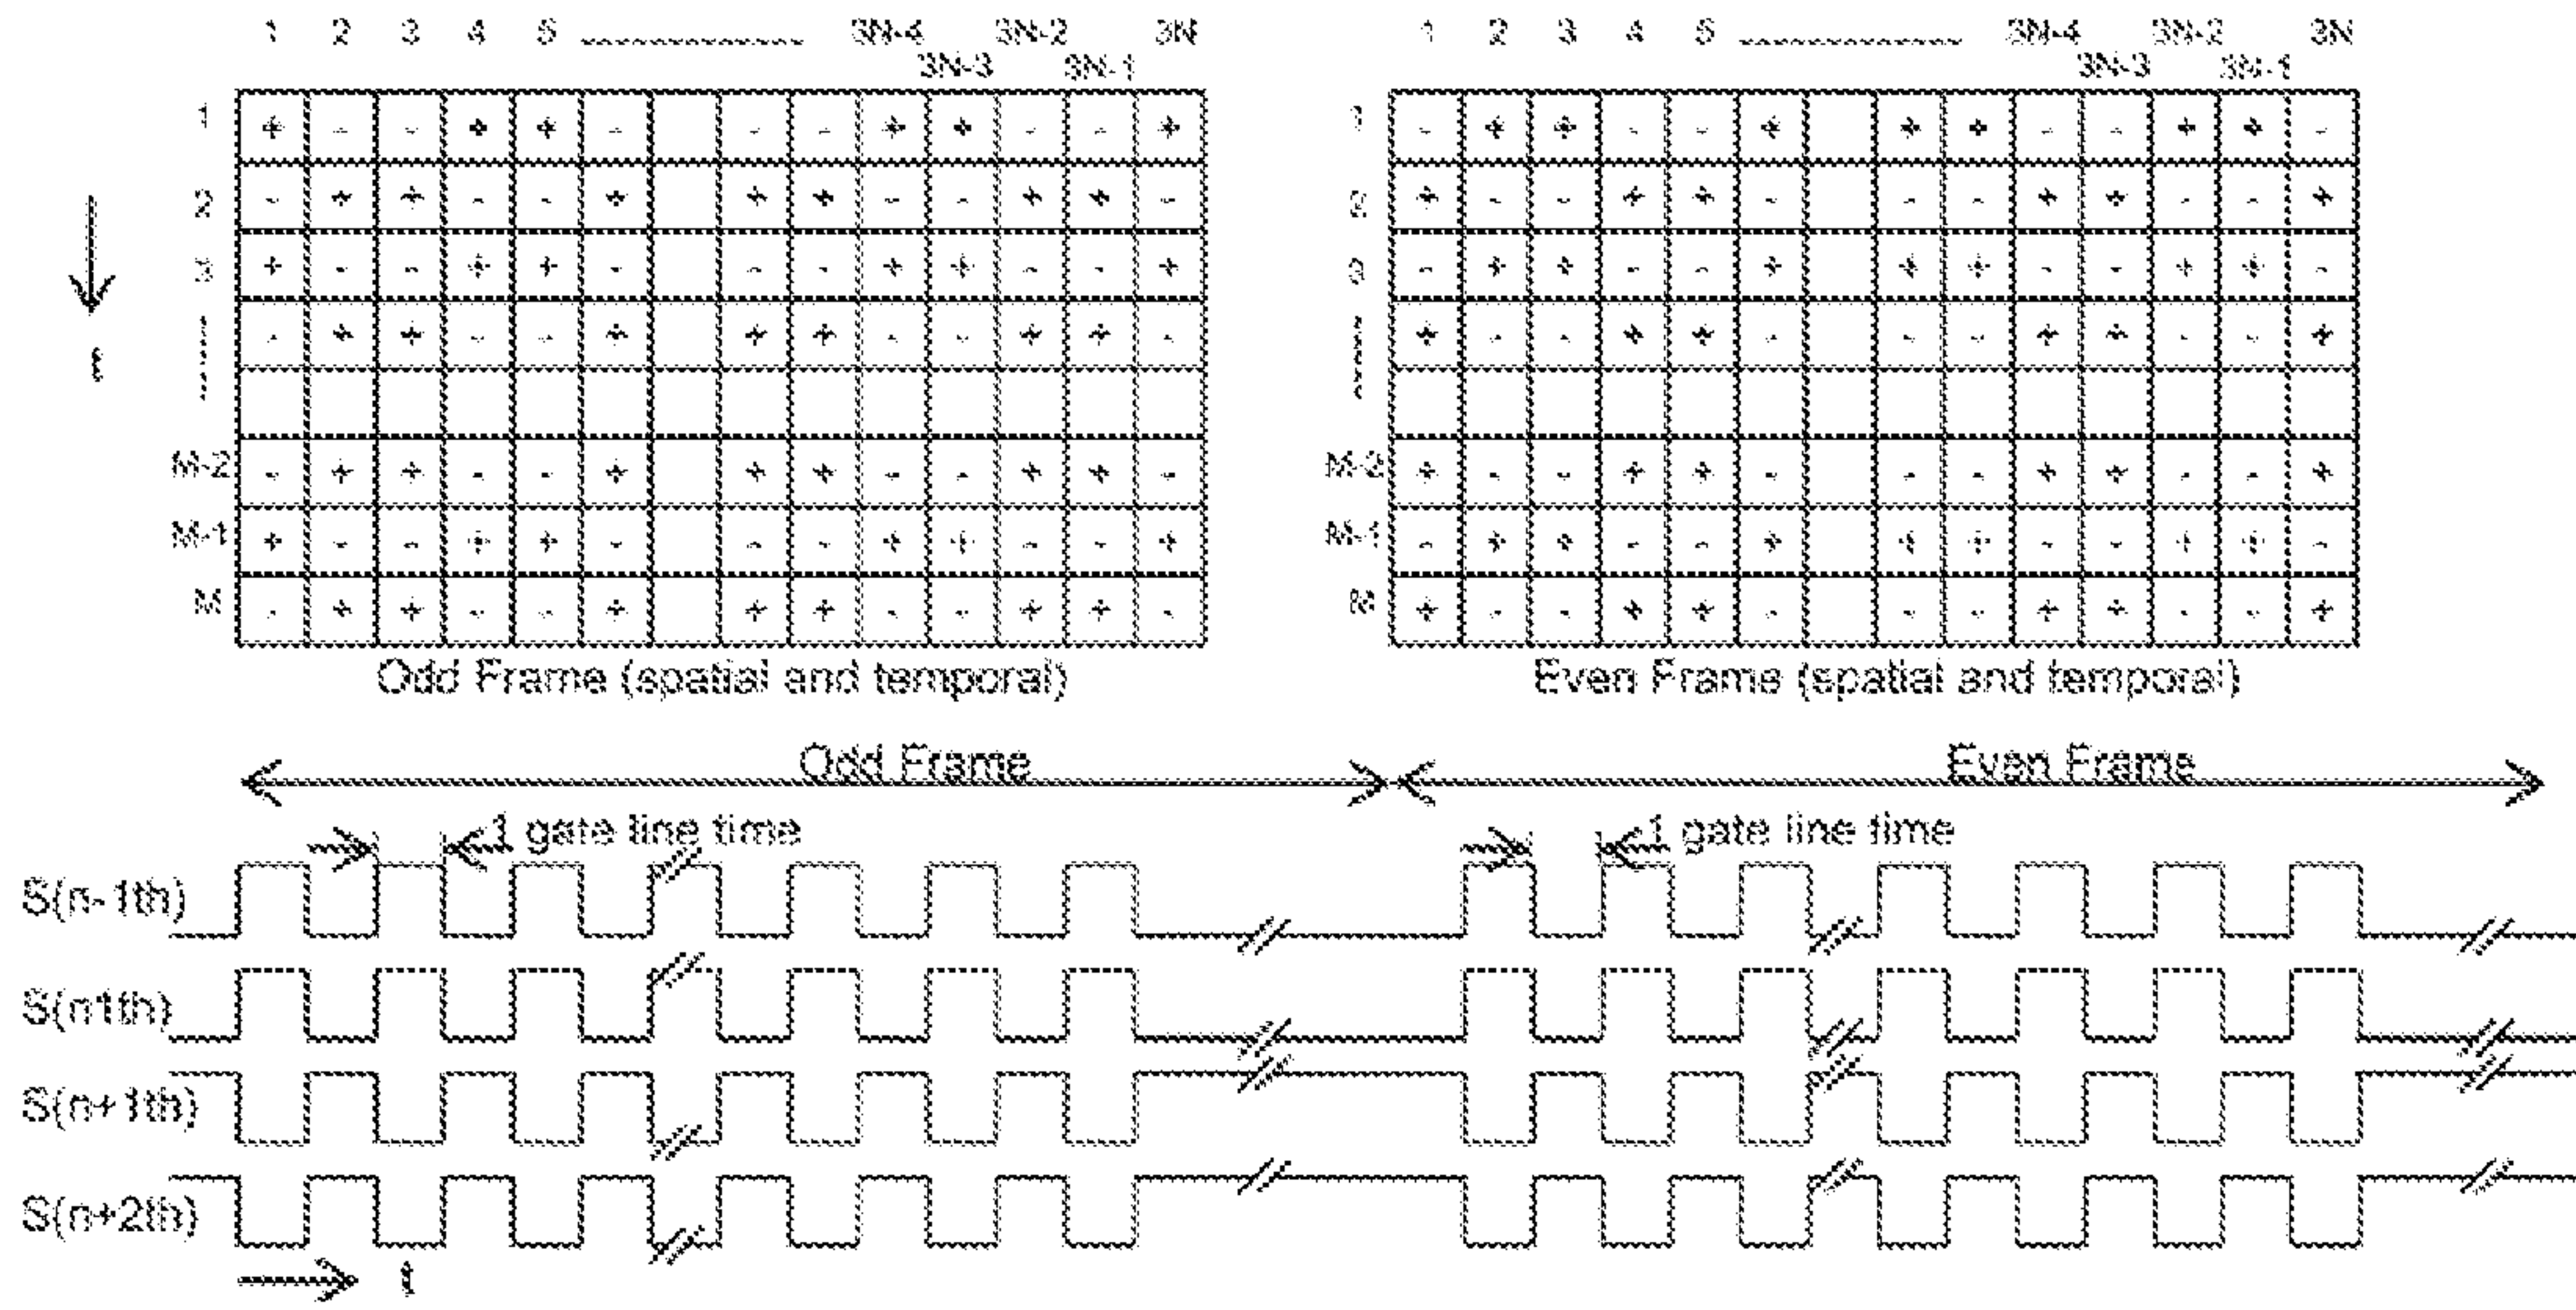 1 2 3 4 5 3N-4 3N-2 3N 1 2 3 4 5 3N-4 3N-2 3N
3N-3 3N-1 3N-3 3N-1
1 + - - + + - - - + + - - + 1 - + + - - + + + - - + + -
2 - + + - - + + + - - + + - 2 + - - + + - - - + + - - +
3 + - - + + - - - + + - - + 3 - + + - - + + + - - + + -
- + + - - + + + - - + + - + - - + + - - - + + - - +
t
M-2 - + + - - + + + - - + + - M-2 + - - + + - - - + + - - +
M-1 + - - + + - - - + + - - + M-1 - + + - - + + + - - + + -
M - + + - - + + + - - + + - M + - - + + - - - + + - - +
Odd Frame (spatial and temporal) Even Frame (spatial and temporal)
Odd Frame Even Frame
1 gate line time 1 gate line time
S(n-1th)
S(n1th)
S(n+1th)
S(n+2th)
t